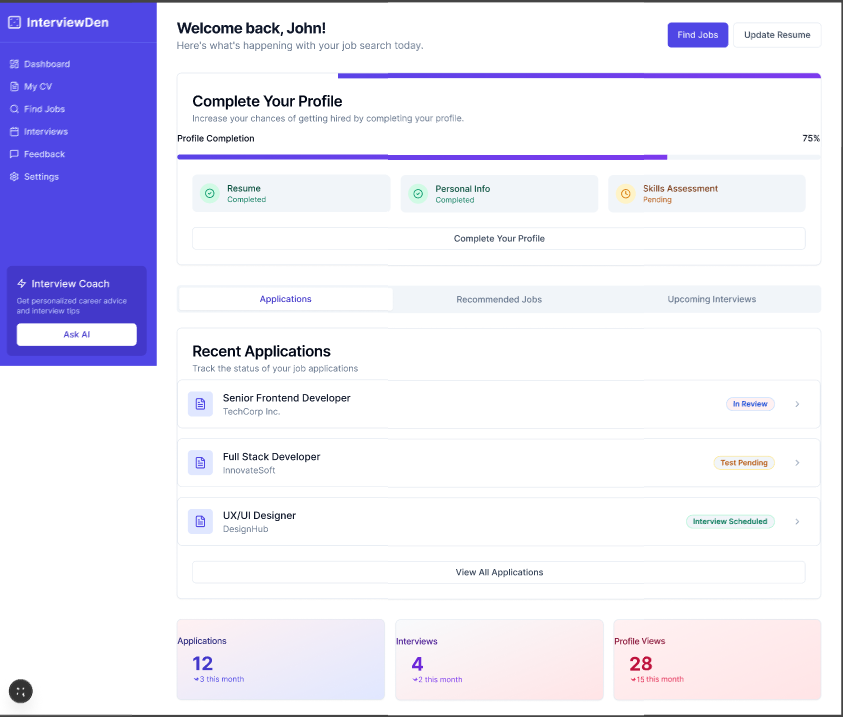 InterviewDen
Dashboard
My CV
Find Jobs
Interviews
Feedback
Settings
Interview Coach
Get personalized career advice
and interview tips
Ask AI
Welcome back, John!
Here's what's happening with your job search today.
Find Jobs
Update Resume
Complete Your Profile
Increase your chances of getting hired by completing your profile.
Profile Completion
75%
Resume
Completed
Personal Info
Completed
Skills Assessment
Pending
Complete Your Profile
Applications
Recommended Jobs
Upcoming Interviews
Recent Applications
Track the status of your job applications
Senior Frontend Developer
TechCorp Inc.
In Review
Full Stack Developer
InnovateSoft
Test Pending
UX/UI Designer
DesignHub
Interview Scheduled
View All Applications
Applications
12
3 this month
Interviews
4
2 this month
Profile Views
28
15 this month